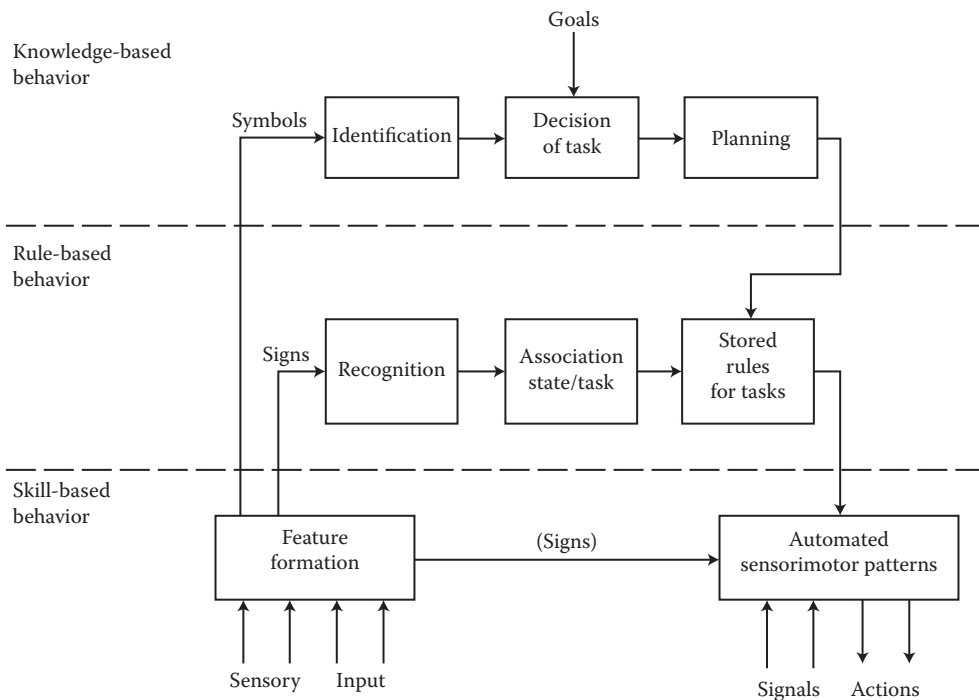 Goals
Knowledge-based
behavior
Symbols
Identification
Decision
of task
Planning
Rule-based
behavior
Signs
Recognition
Association
state/task
Stored
rules
for tasks
Skill-based
behavior
Feature
formation
(Signs)
Automated
sensorimotor patterns
Sensory
Input
Signals
Actions